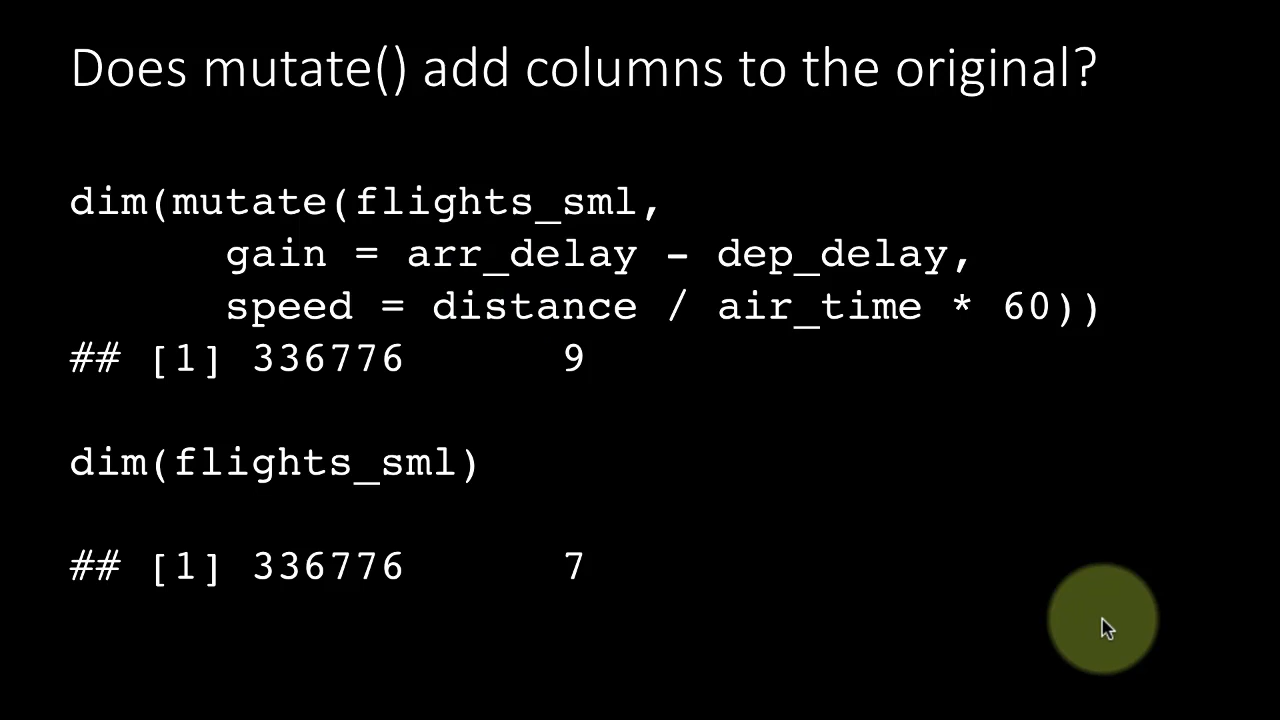 Does mutate() add columns to the original?
dim(mutate(flights_sml,
gain = arr_delay - dep_delay,
speed = distance / air_time * 60))
## [1] 336776 9
dim(flights_sml)
## [1] 336776 7